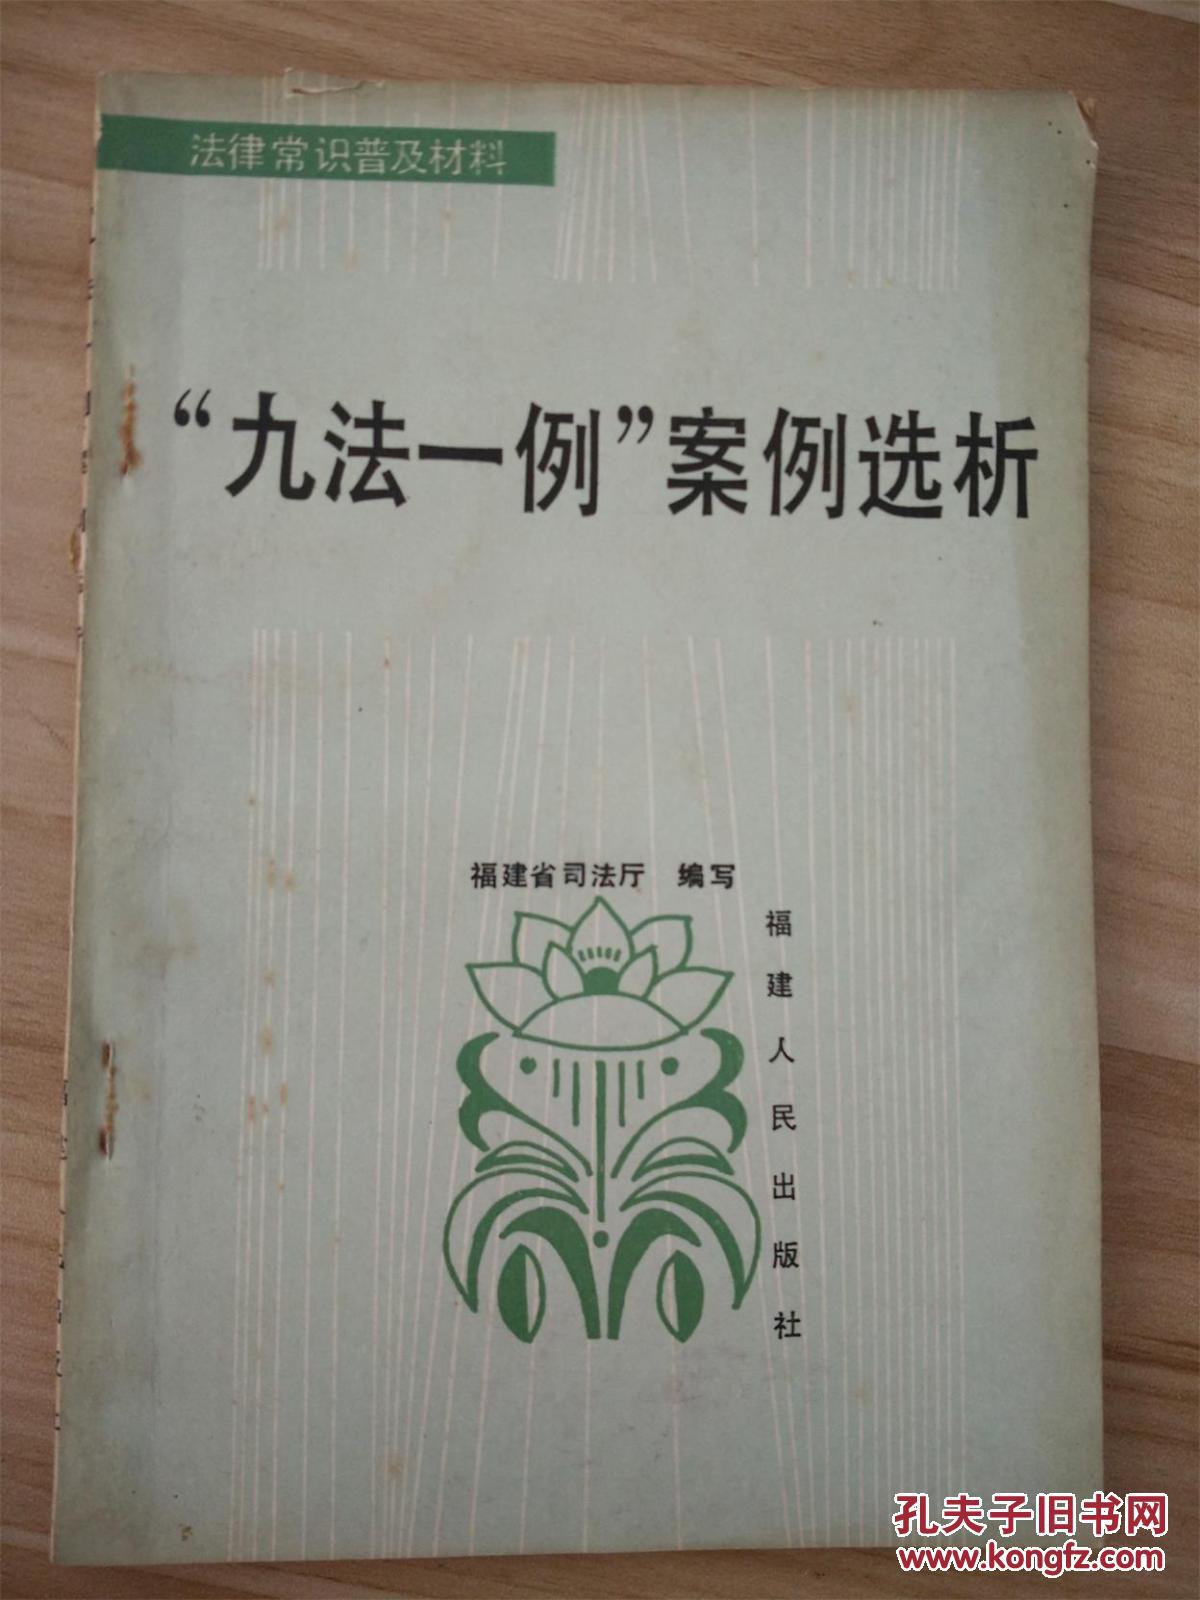 法律常识普及材料
“九法一例”案例选析
福建省司法厅 编写
福建人民出版社
孔夫子旧书网
www.kongfz.com